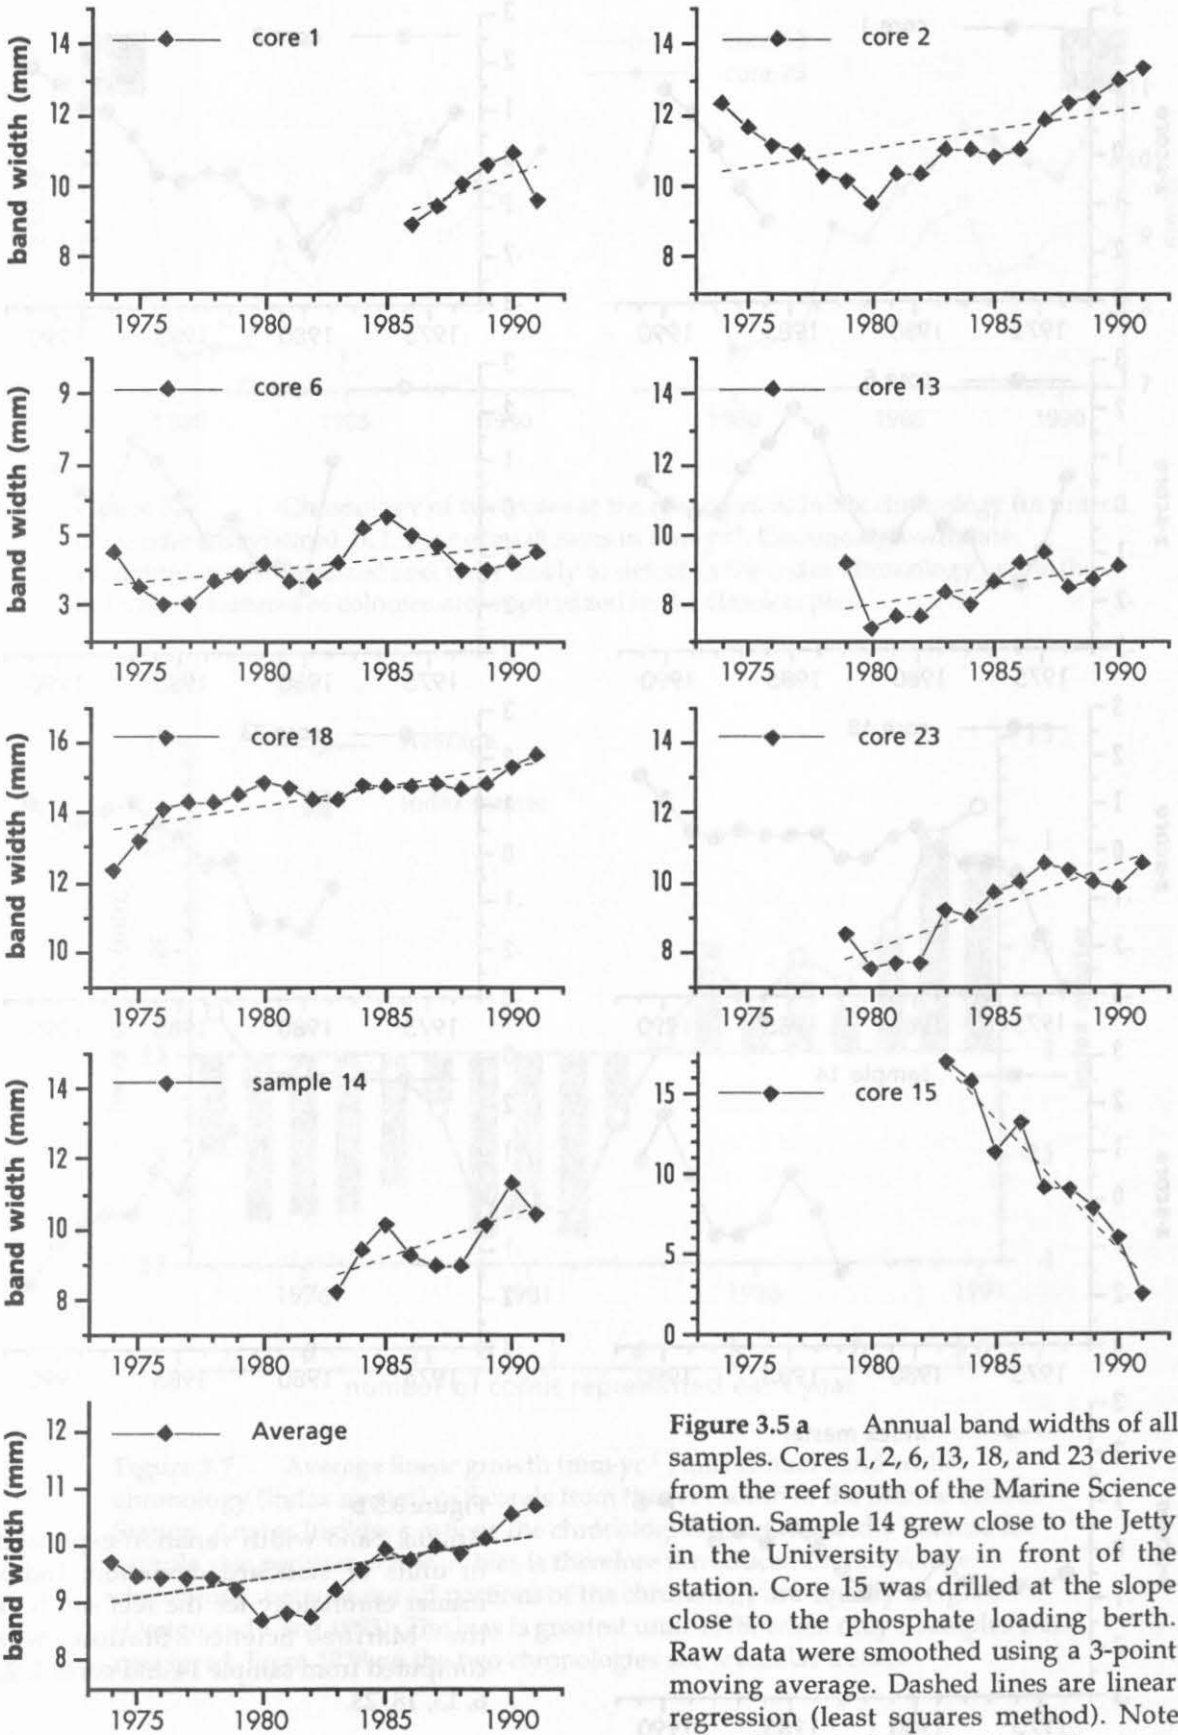 band width (mm)
14
12
10
8
core 1
1975 1980 1985 1990
14
12
10
8
core 2
1975 1980 1985 1990
band width (mm)
9
7
5
3
core 6
1975 1980 1985 1990
14
12
10
8
core 13
1975 1980 1985 1990
band width (mm)
16
14
12
10
core 18
1975 1980 1985 1990
14
12
10
8
core 23
1975 1980 1985 1990
band width (mm)
14
12
10
8
sample 14
1975 1980 1985 1990
15
10
5
0
core 15
1975 1980 1985 1990
band width (mm)
12
11
10
9
8
Average
1975 1980 1985 1990
Figure 3.5 a Annual band widths of all
samples. Cores 1, 2, 6, 13, 18, and 23 derive
from the reef south of the Marine Science
Station. Sample 14 grew close to the Jetty
in the University bay in front of the
station. Core 15 was drilled at the slope
close to the phosphate loading berth.
Raw data were smoothed using a 3-point
moving average. Dashed lines are linear
regression (least squares method). Note